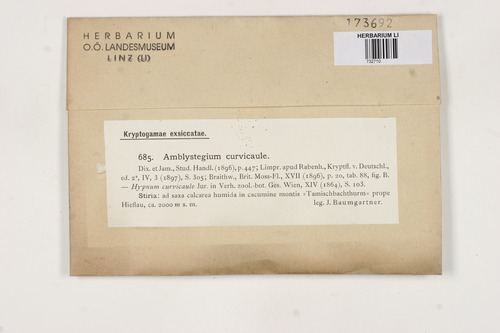 173692
HERBARIUM
O.Ö. LANDESMUSEUM
LINZ (LI)
HERBARIUM LI
732710
Kryptogamae exsiccatae.
685. Amblystegium curvicaule.
Dix. et Jam., Stud. Handl. (1896), p. 447; Limpr. apud Rabenh., Kryptfl. v. Deutschl.,
ed. 2ª, IV, 3 (1897), S. 305; Braithw., Brit. Moss-Fl., XVII (1896), p. 20, tab. 88, fig. B.
— Hypnum curvicaule Jur. in Verh. zool.-bot. Ges. Wien, XIV (1864), S. 103.
Stiria: ad saxa calcarea humida in cacumine montis »Tamischbachthurm« prope
Hieflau, ca. 2000 m s. m. leg. J. Baumgartner.